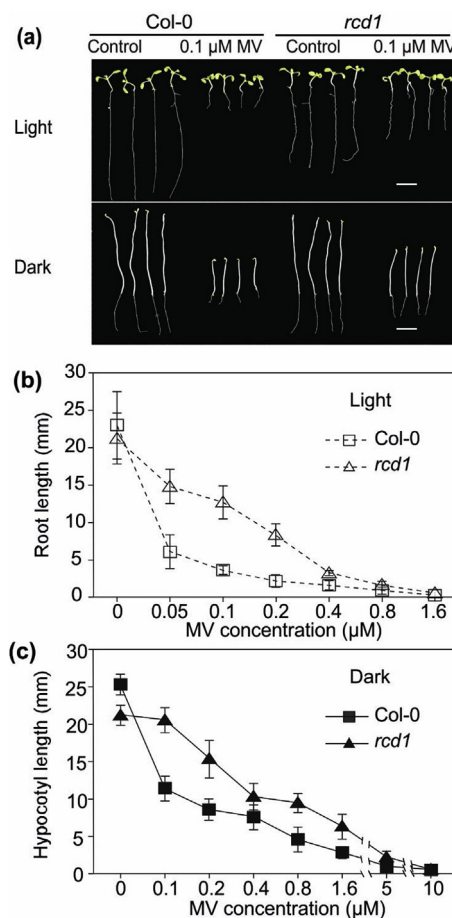 (a)
Col-0 rcd1
Control 0.1 µM MV Control 0.1 µM MV
Light
Dark
(b)
30
25
20
15
10
5
0
Root length (mm)
Light
Col-0
rcd1
0 0.05 0.1 0.2 0.4 0.8 1.6
MV concentration (µM)
(c)
30
25
20
15
10
5
0
Hypocotyl length (mm)
Dark
Col-0
rcd1
0 0.1 0.2 0.4 0.8 1.6 5 10
MV concentration (µM)